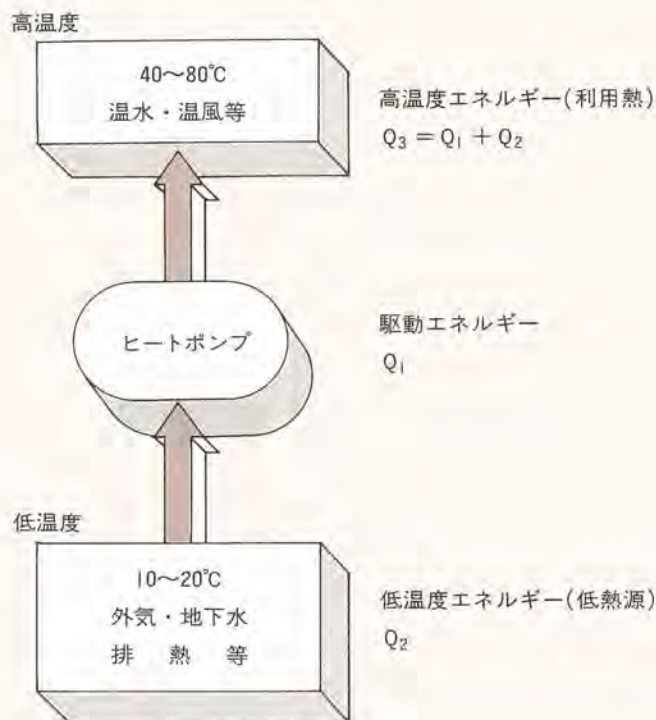 高温度
40〜80℃
温水・温風等
高温度エネルギー(利用熱)
Q₃ = Q₁ + Q₂
ヒートポンプ
駆動エネルギー
Q₁
低温度
10〜20℃
外気・地下水
排 熱 等
低温度エネルギー(低熱源)
Q₂